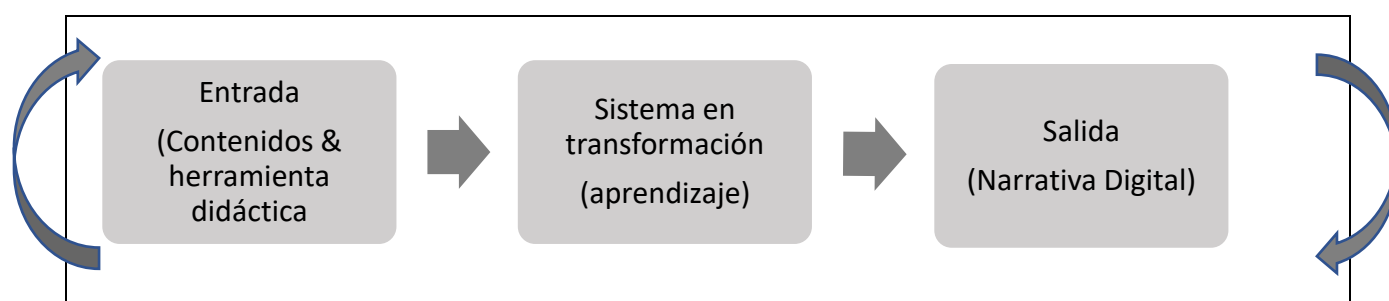 Entrada
(Contenidos &
herramienta
didáctica
Sistema en
transformación
(aprendizaje)
Salida
(Narrativa Digital)